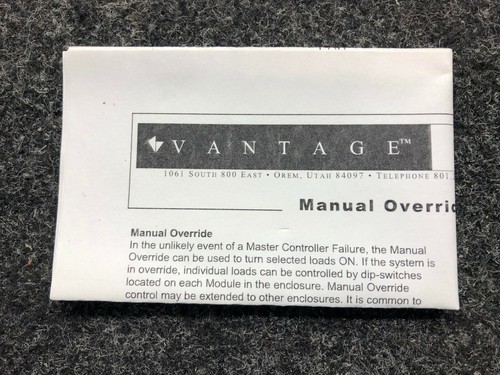 VANTAGE™
1061 SOUTH 800 EAST • OREM, UTAH 84097 • TELEPHONE 801
Manual Overri
Manual Override
In the unlikely event of a Master Controller Failure, the Manual
Override can be used to turn selected loads ON. If the system is
in override, individual loads can be controlled by dip-switches
located on each Module in the enclosure. Manual Override
control may be extended to other enclosures. It is common to